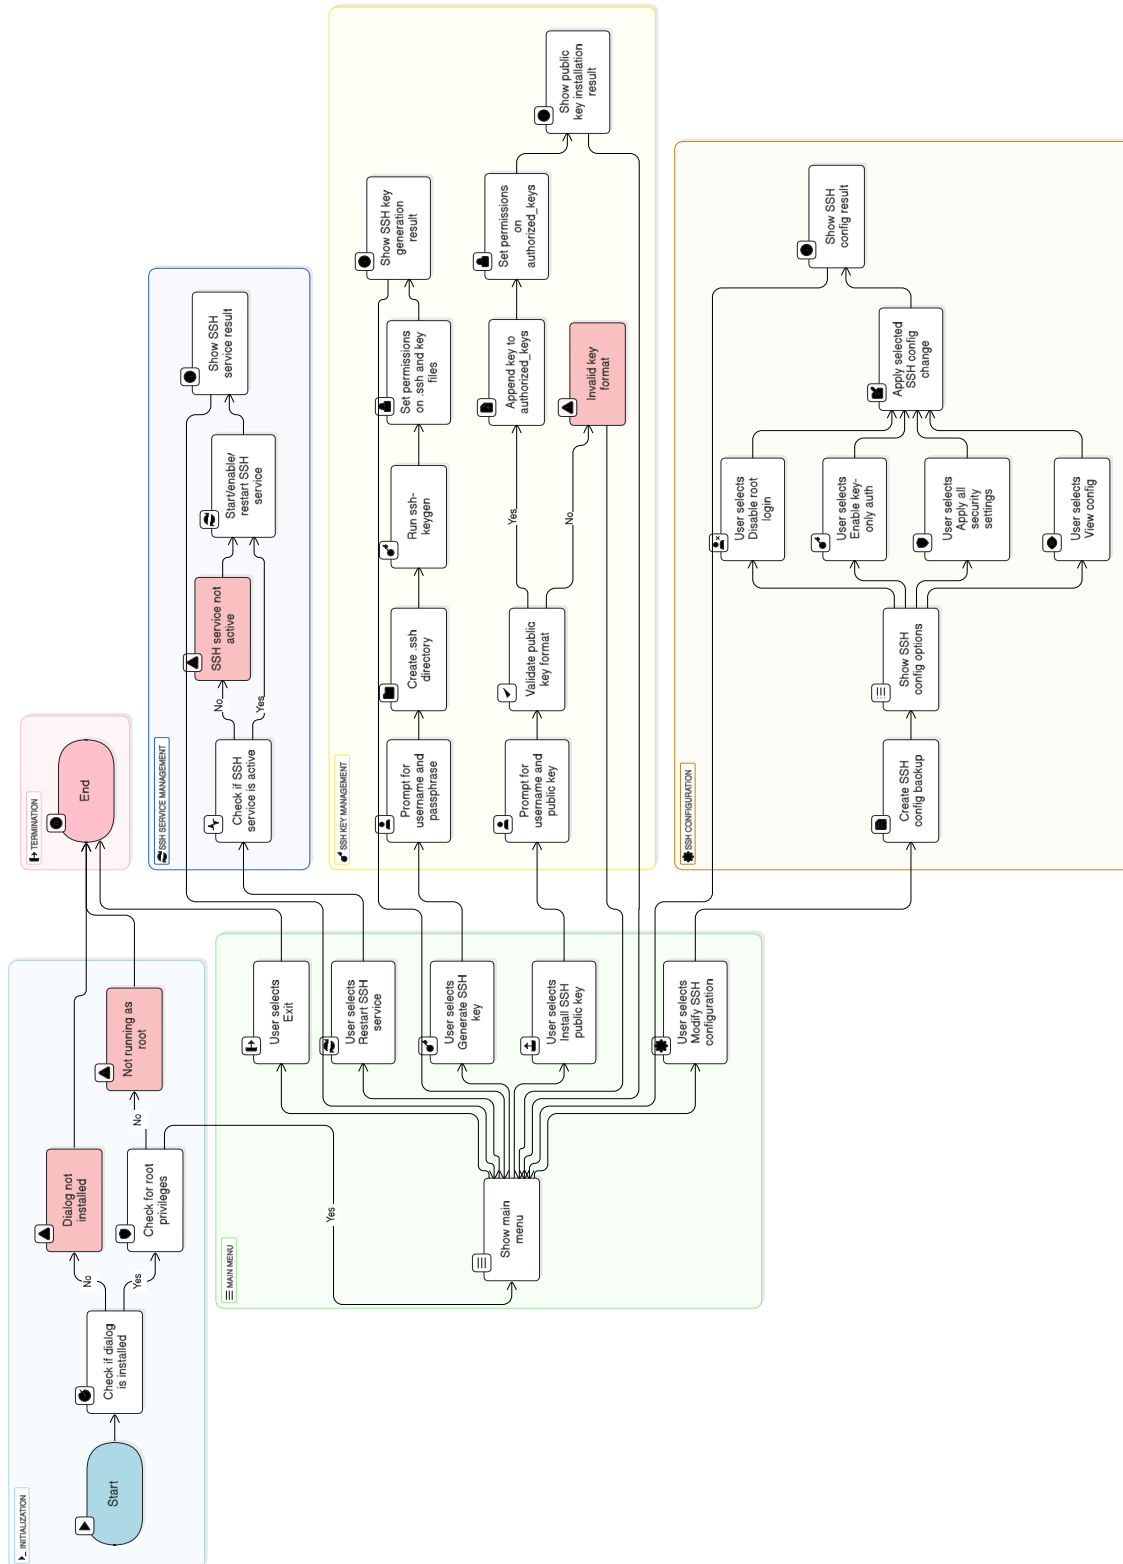 >_ INITIALIZATION
Start
Check if dialog
is installed
No
Yes
Dialog not
installed
Check for root
privileges
No
Yes
Not running as
root
TERMINATION
End
MAIN MENU
Show main
menu
User selects
Exit
User selects
Restart SSH
service
User selects
Generate SSH
key
User selects
Install SSH
public key
User selects
Modify SSH
configuration
SSH SERVICE MANAGEMENT
Check if SSH
service is active
No
Yes
SSH service not
active
Start/enable/
restart SSH
service
Show SSH
service result
SSH KEY MANAGEMENT
Prompt for
username and
passphrase
Create .ssh
directory
Run ssh-
keygen
Set permissions
on .ssh and key
files
Show SSH key
generation
result
Prompt for
username and
public key
Validate public
key format
Yes
No
Append key to
authorized_keys
Invalid key
format
Set permissions
on
authorized_keys
Show public
key installation
result
SSH CONFIGURATION
Create SSH
config backup
Show SSH
config options
User selects
Disable root
login
User selects
Enable key-
only auth
User selects
Apply all
security
settings
User selects
View config
Apply selected
SSH config
change
Show SSH
config result